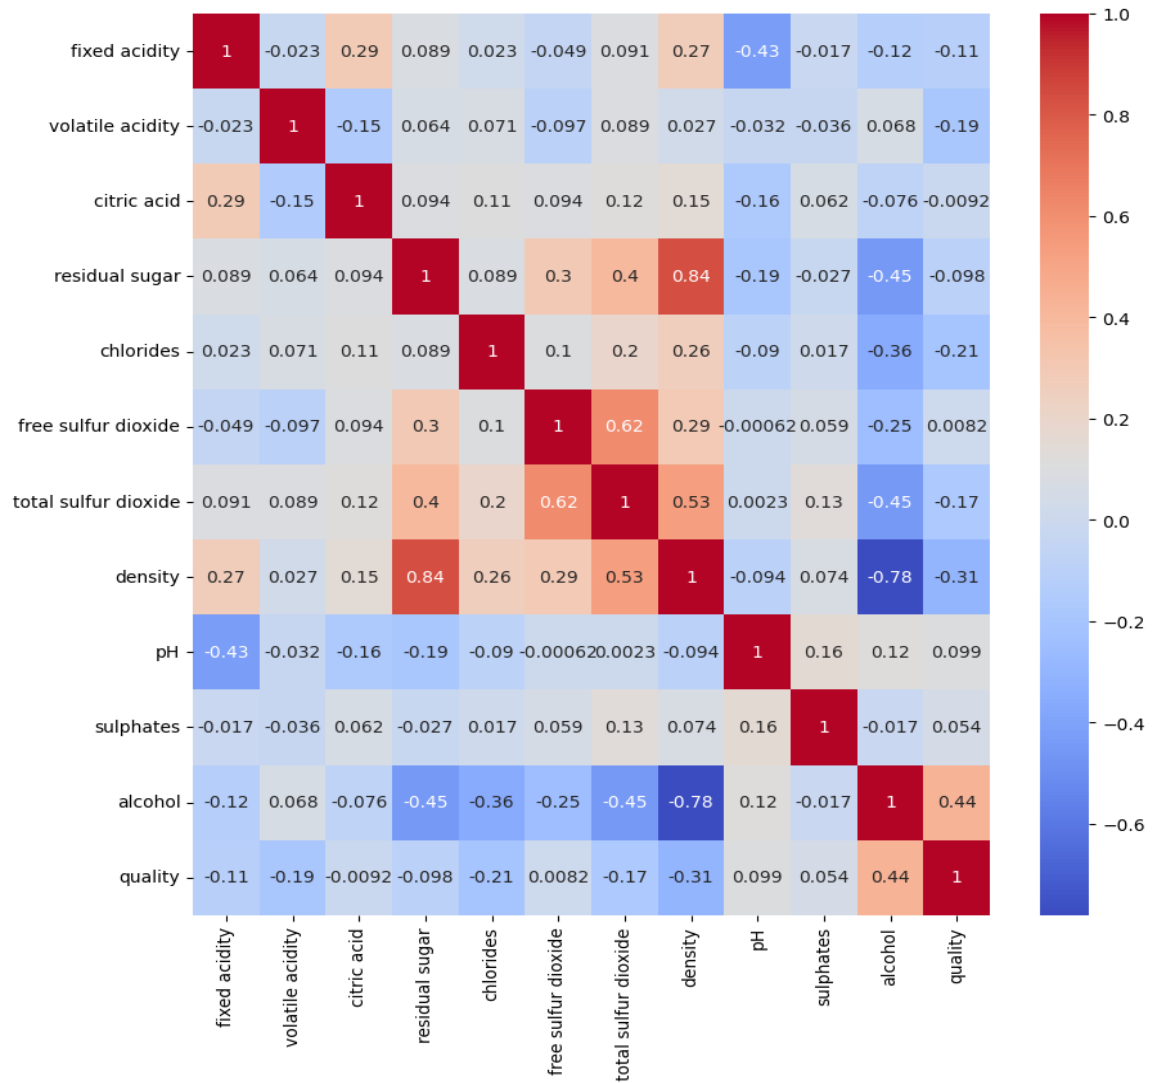 fixed acidity 1 -0.023 0.29 0.089 0.023 -0.049 0.091 0.27 -0.43 -0.017 -0.12 -0.11
volatile acidity -0.023 1 -0.15 0.064 0.071 -0.097 0.089 0.027 -0.032 -0.036 0.068 -0.19
citric acid 0.29 -0.15 1 0.094 0.11 0.094 0.12 0.15 -0.16 0.062 -0.076 -0.0092
residual sugar 0.089 0.064 0.094 1 0.089 0.3 0.4 0.84 -0.19 -0.027 -0.45 -0.098
chlorides 0.023 0.071 0.11 0.089 1 0.1 0.2 0.26 -0.09 0.017 -0.36 -0.21
free sulfur dioxide -0.049 -0.097 0.094 0.3 0.1 1 0.62 0.29 -0.00062 0.059 -0.25 0.0082
total sulfur dioxide 0.091 0.089 0.12 0.4 0.2 0.62 1 0.53 0.0023 0.13 -0.45 -0.17
density 0.27 0.027 0.15 0.84 0.26 0.29 0.53 1 -0.094 0.074 -0.78 -0.31
pH -0.43 -0.032 -0.16 -0.19 -0.09 -0.00062 0.0023 -0.094 1 0.16 0.12 0.099
sulphates -0.017 -0.036 0.062 -0.027 0.017 0.059 0.13 0.074 0.16 1 -0.017 0.054
alcohol -0.12 0.068 -0.076 -0.45 -0.36 -0.25 -0.45 -0.78 0.12 -0.017 1 0.44
quality -0.11 -0.19 -0.0092 -0.098 -0.21 0.0082 -0.17 -0.31 0.099 0.054 0.44 1
fixed acidity
volatile acidity
citric acid
residual sugar
chlorides
free sulfur dioxide
total sulfur dioxide
density
pH
sulphates
alcohol
quality
1.0
0.8
0.6
0.4
0.2
0.0
−0.2
−0.4
−0.6